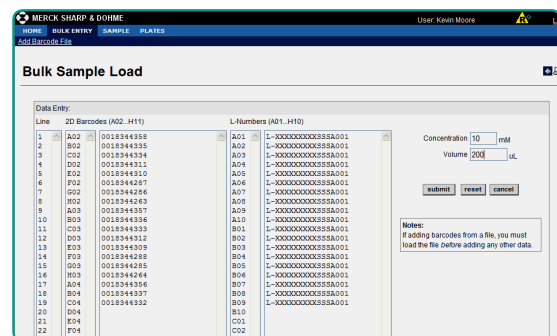 MERCK SHARP & DOHME
User: Kevin Moore
HOME BULK ENTRY SAMPLE PLATES
Add Barcode File
Bulk Sample Load
Data Entry:
Line 2D Barcodes (A02..H11) L-Numbers (A01...H10)
1 A02 0018344358 A01 L-XXXXXXXXXSSSA001
2 B02 0018344335 A02 L-XXXXXXXXXSSSA001
3 C02 0018344334 A03 L-XXXXXXXXXSSSA001
4 D02 0018344311 A04 L-XXXXXXXXXSSSA001
5 E02 0018344310 A05 L-XXXXXXXXXSSSA001
6 F02 0018344287 A06 L-XXXXXXXXXSSSA001
7 G02 0018344286 A07 L-XXXXXXXXXSSSA001
8 H02 0018344263 A08 L-XXXXXXXXXSSSA001
9 A03 0018344357 A09 L-XXXXXXXXXSSSA001
10 B03 0018344336 A10 L-XXXXXXXXXSSSA001
11 C03 0018344333 B01 L-XXXXXXXXXSSSA001
12 D03 0018344312 B02 L-XXXXXXXXXSSSA001
13 E03 0018344309 B03 L-XXXXXXXXXSSSA001
14 F03 0018344288 B04 L-XXXXXXXXXSSSA001
15 G03 0018344285 B05 L-XXXXXXXXXSSSA001
16 H03 0018344264 B06 L-XXXXXXXXXSSSA001
17 A04 0018344356 B07 L-XXXXXXXXXSSSA001
18 B04 0018344337 B08 L-XXXXXXXXXSSSA001
19 C04 0018344332 B09 L-XXXXXXXXXSSSA001
20 D04 B10
21 E04 C01
22 F04 C02
Concentration 10 mM
Volume 200 uL
submit reset cancel
Notes:
If adding barcodes from a file, you must
load the file before adding any other data.